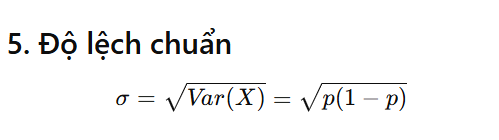 5. Độ lệch chuẩn
σ = √Var(X) = √p(1 − p)